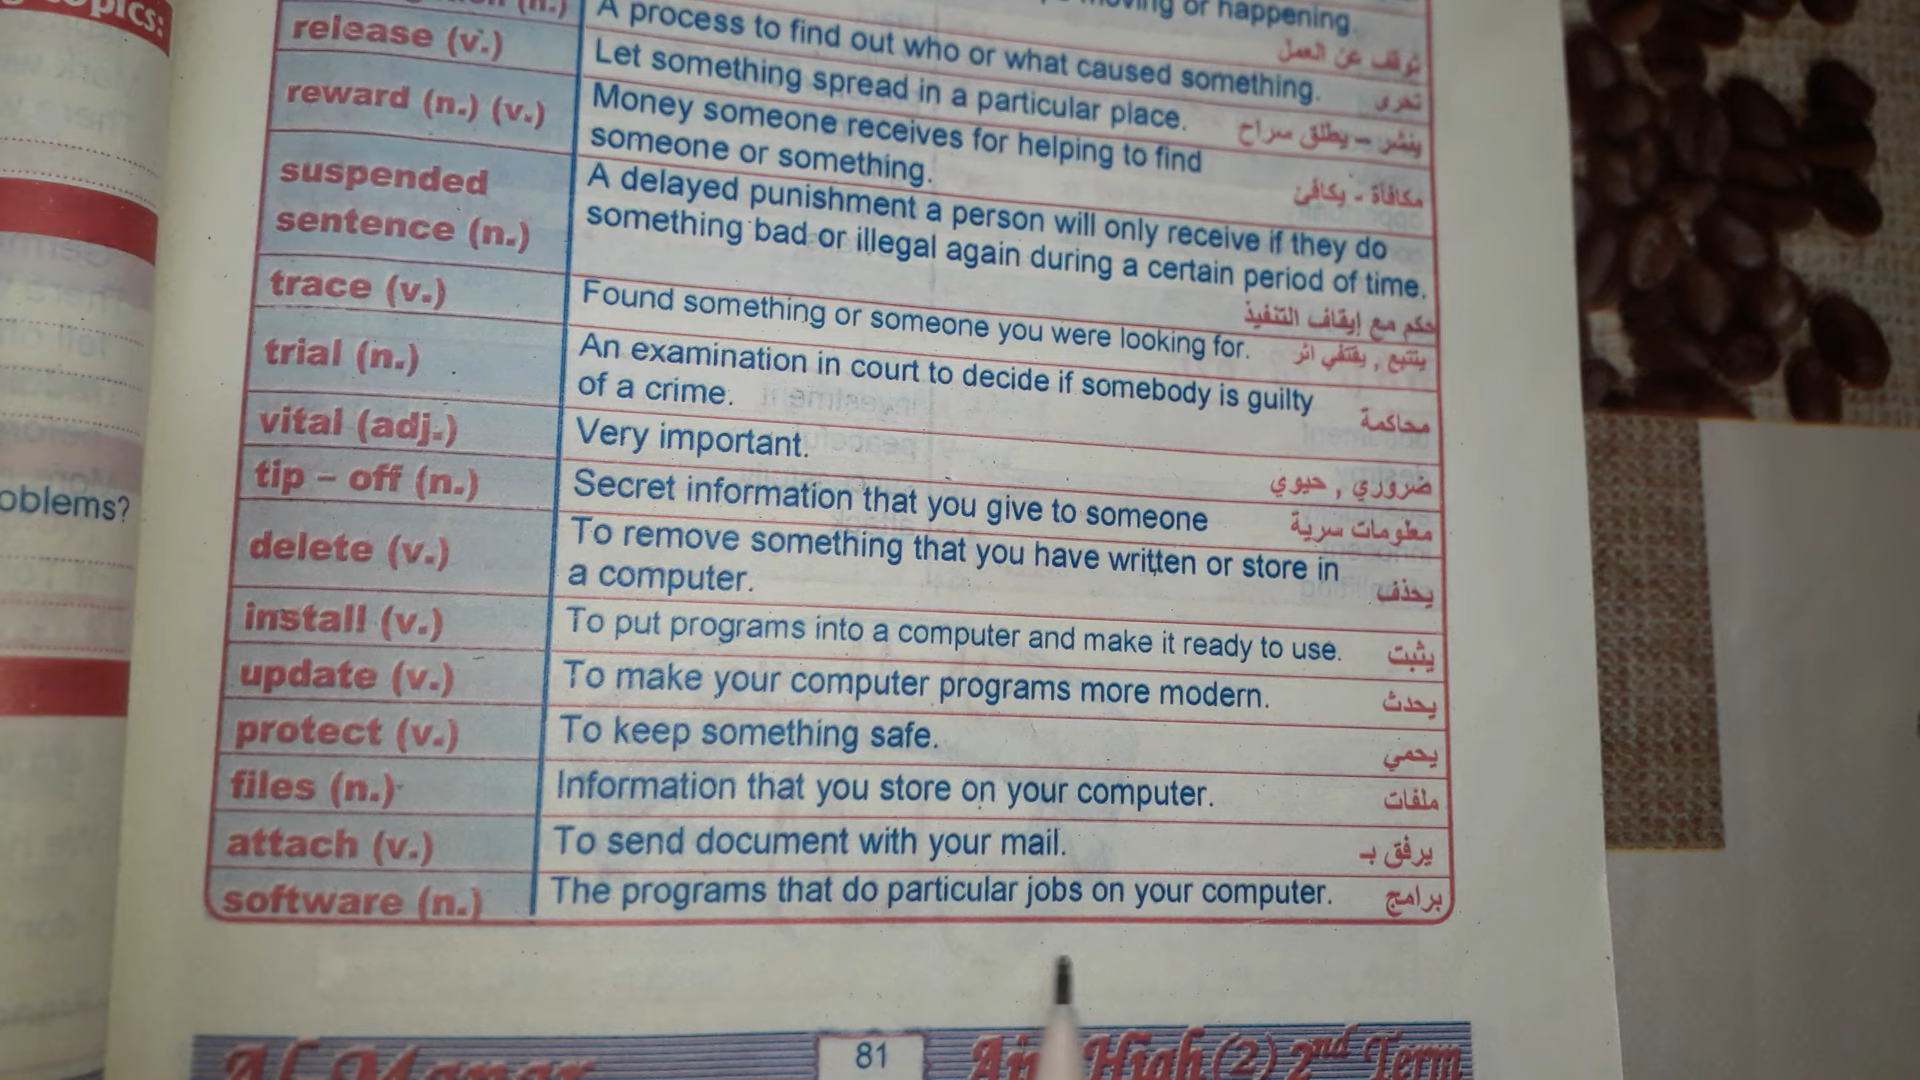 opics:
oblems?
happening.
توقف عن العمل
A process to find out who or what caused something.
تحرى
release (v.)
Let something spread in a particular place.
ينشر – يطلق سراح
reward (n.) (v.)
Money someone receives for helping to find
someone or something.
مكافأة - يكافئ
suspended
sentence (n.)
A delayed punishment a person will only receive if they do
something bad or illegal again during a certain period of time.
حكم مع إيقاف التنفيذ
trace (v.)
Found something or someone you were looking for.
يتتبع , يقتفي اثر
trial (n.)
An examination in court to decide if somebody is guilty
of a crime.
محاكمة
vital (adj.)
Very important.
ضروري , حيوي
tip – off (n.)
Secret information that you give to someone
معلومات سرية
delete (v.)
To remove something that you have written or store in
a computer.
يحذف
install (v.)
To put programs into a computer and make it ready to use.
يثبت
update (v.)
To make your computer programs more modern.
يحدث
protect (v.)
To keep something safe.
يحمي
files (n.)
Information that you store on your computer.
ملفات
attach (v.)
To send document with your mail.
يرفق بـ
software (n.)
The programs that do particular jobs on your computer.
برامج
Al-Manar
81
High (2) 2nd Term